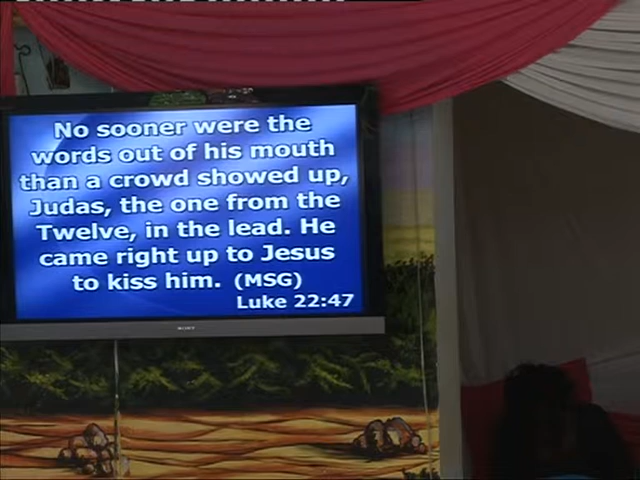 No sooner were the
words out of his mouth
than a crowd showed up,
Judas, the one from the
Twelve, in the lead. He
came right up to Jesus
to kiss him. (MSG)
Luke 22:47
SONY